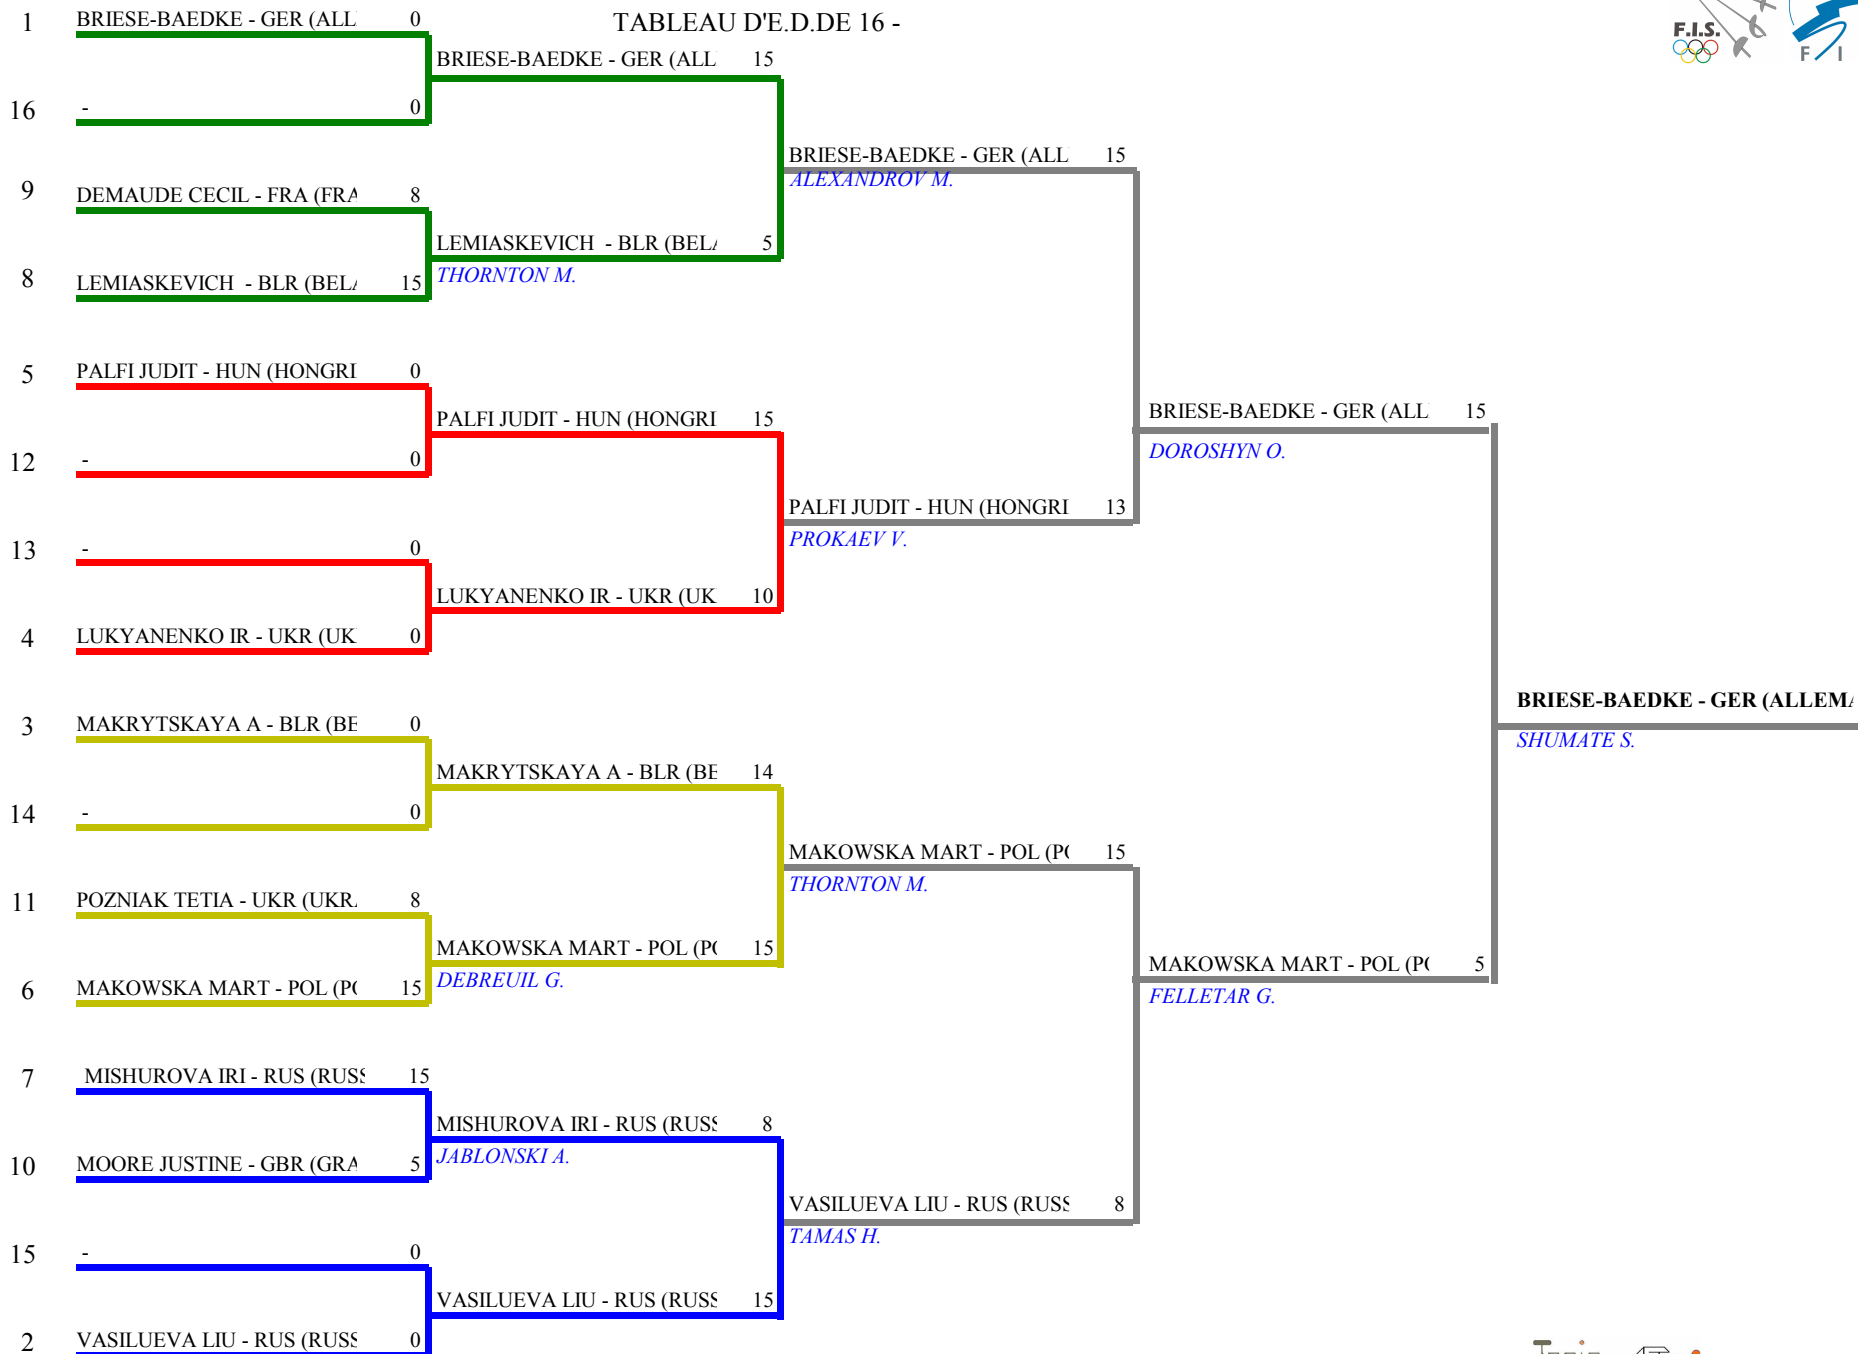 TABLEAU D'E.D.DE 16 -
F.I.S.
F I
1 BRIESE-BAEDKE - GER (ALL 0
BRIESE-BAEDKE - GER (ALL 15
16 - 0
BRIESE-BAEDKE - GER (ALL 15
ALEXANDROV M.
9 DEMAUDE CECIL - FRA (FRA 8
LEMIASKEVICH - BLR (BELA 5
THORNTON M.
8 LEMIASKEVICH - BLR (BELA 15
5 PALFI JUDIT - HUN (HONGRI 0
BRIESE-BAEDKE - GER (ALL 15
DOROSHYN O.
PALFI JUDIT - HUN (HONGRI 15
12 - 0
PALFI JUDIT - HUN (HONGRI 13
PROKAEV V.
13 - 0
LUKYANENKO IR - UKR (UK 10
4 LUKYANENKO IR - UKR (UK 0
BRIESE-BAEDKE - GER (ALLEMA
SHUMATE S.
3 MAKRYTSKAYA A - BLR (BE 0
MAKRYTSKAYA A - BLR (BE 14
14 - 0
MAKOWSKA MART - POL (PO 15
THORNTON M.
11 POZNIAK TETIA - UKR (UKRA 8
MAKOWSKA MART - POL (PO 15
DEBREUIL G.
MAKOWSKA MART - POL (PO 5
FELLETAR G.
6 MAKOWSKA MART - POL (PO 15
7 MISHUROVA IRI - RUS (RUSS 15
MISHUROVA IRI - RUS (RUSS 8
JABLONSKI A.
10 MOORE JUSTINE - GBR (GRA 5
VASILUEVA LIU - RUS (RUSS 8
TAMAS H.
15 - 0
VASILUEVA LIU - RUS (RUSS 15
2 VASILUEVA LIU - RUS (RUSS 0